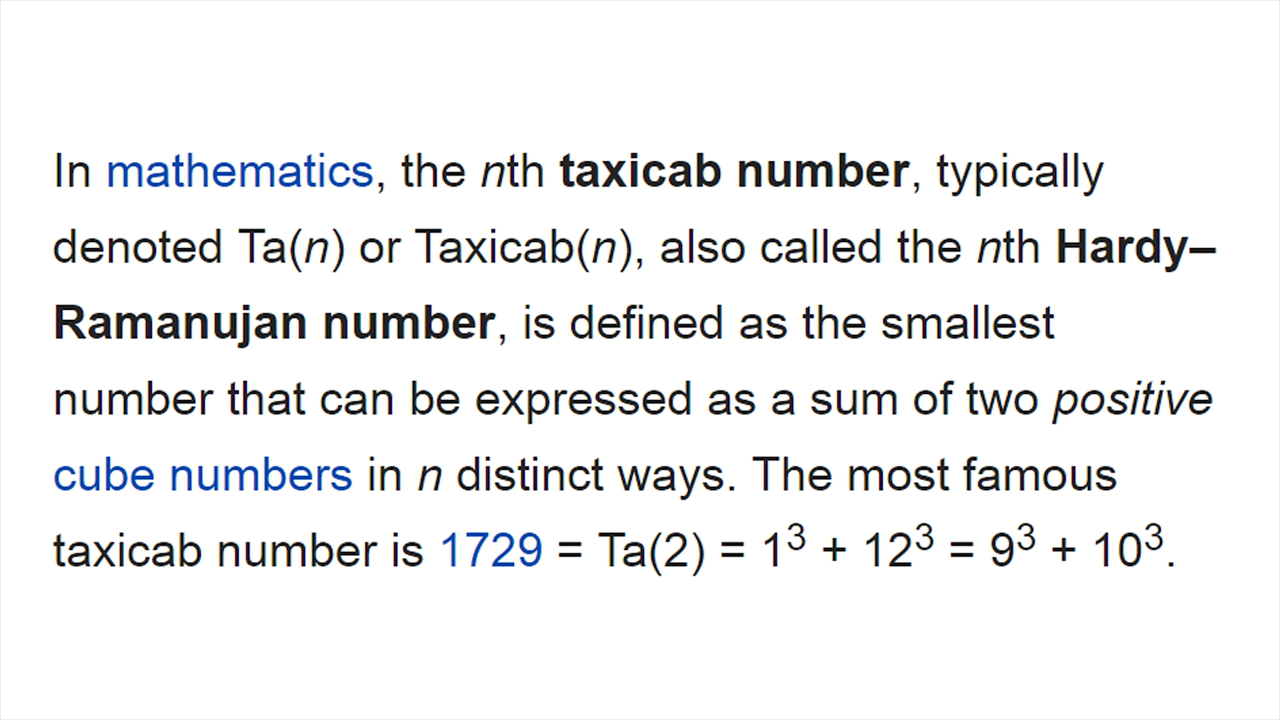 In mathematics, the nth taxicab number, typically
denoted Ta(n) or Taxicab(n), also called the nth Hardy–
Ramanujan number, is defined as the smallest
number that can be expressed as a sum of two positive
cube numbers in n distinct ways. The most famous
taxicab number is 1729 = Ta(2) = 1³ + 12³ = 9³ + 10³.